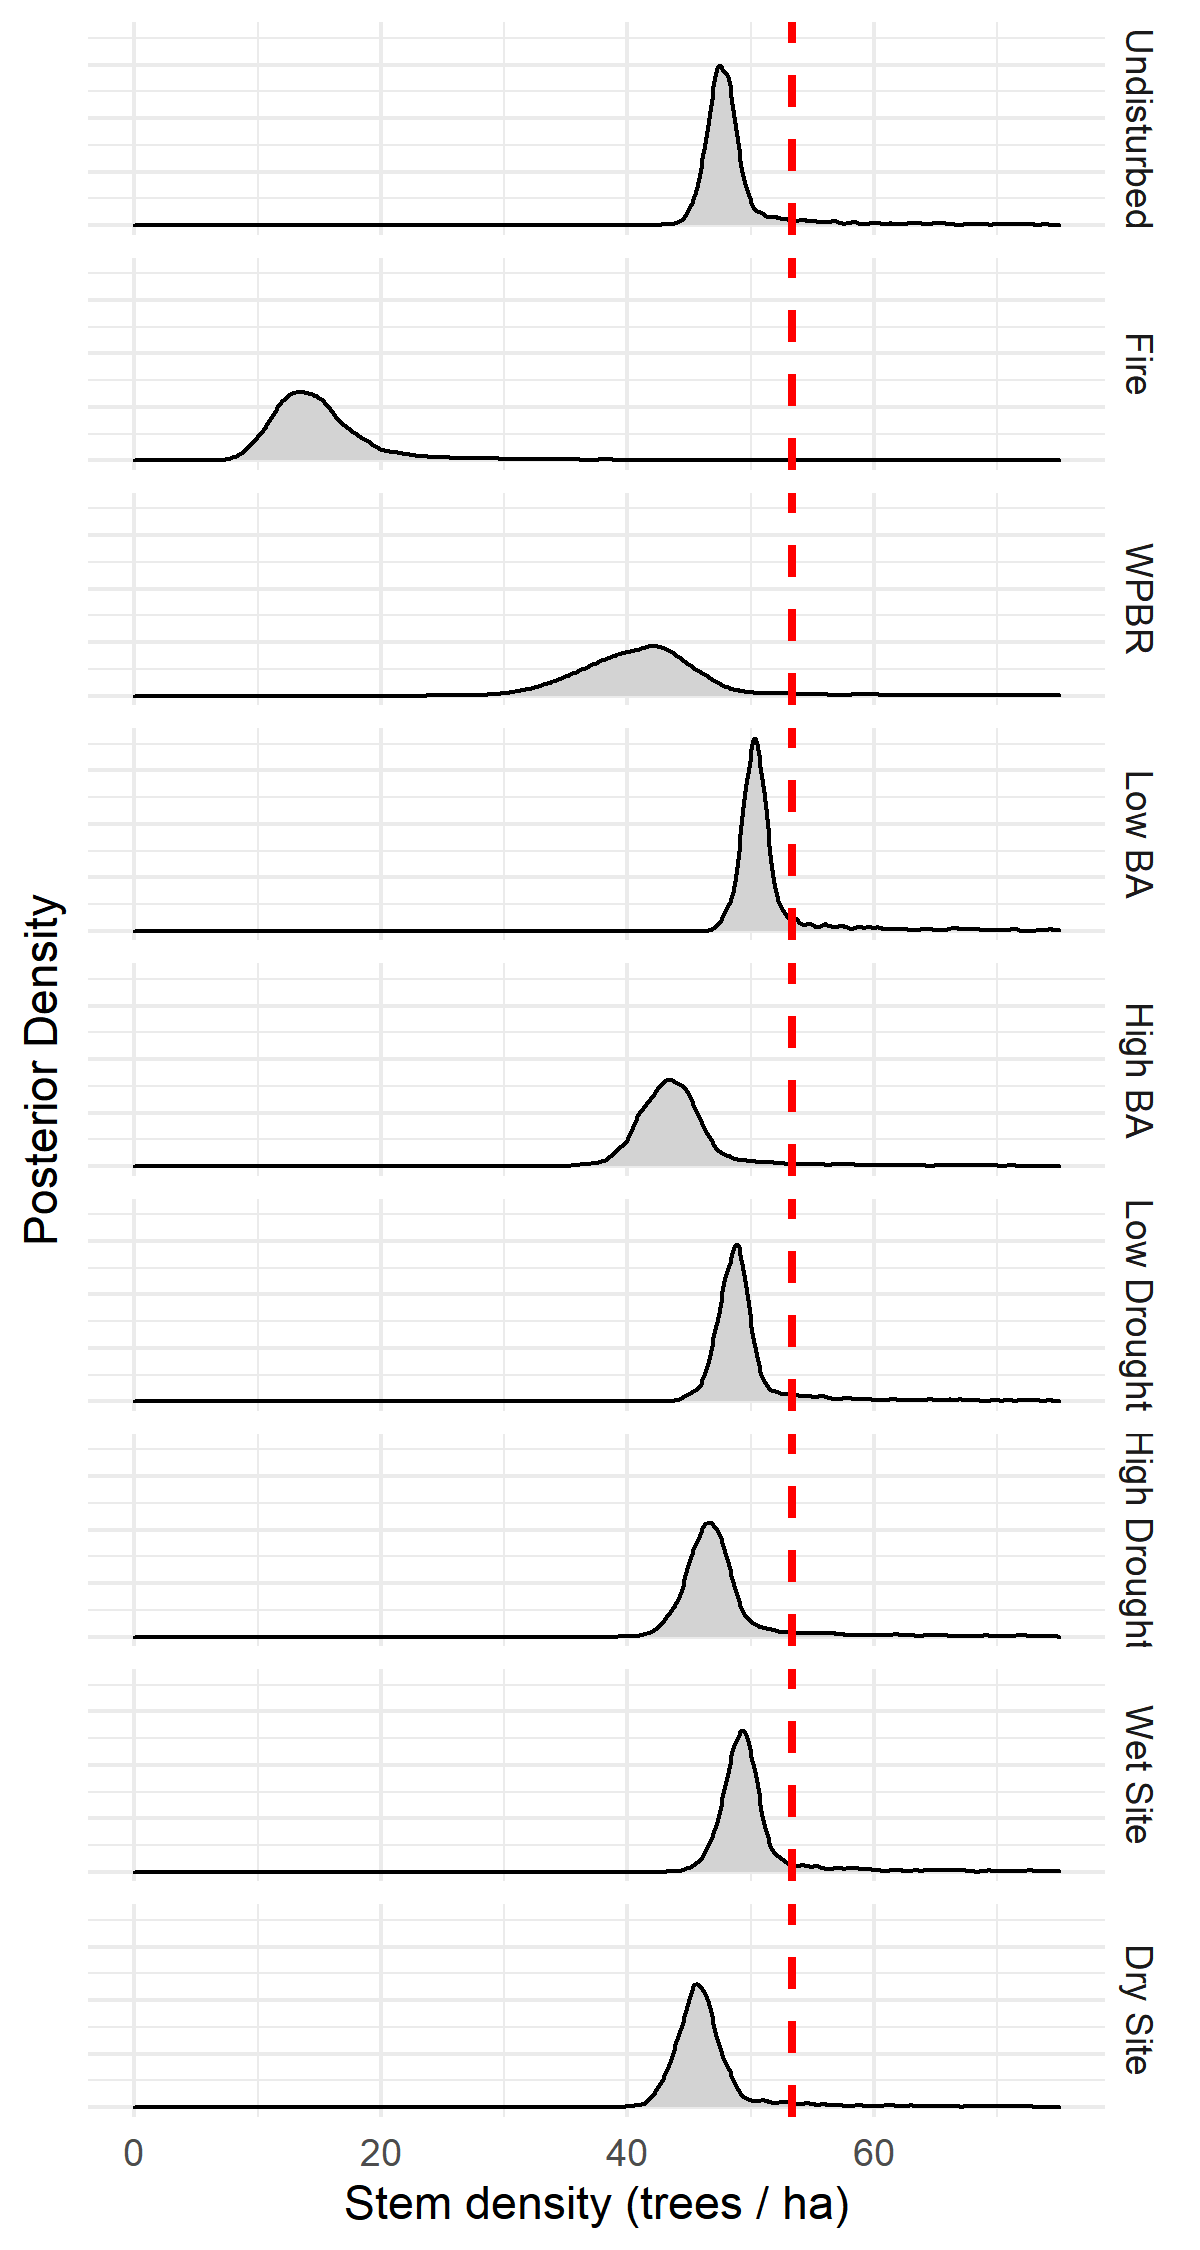 Undisturbed
Fire
WPBR
Low BA
High BA
Low Drought
High Drought
Wet Site
Dry Site
Posterior Density
0 20 40 60
Stem density (trees / ha)